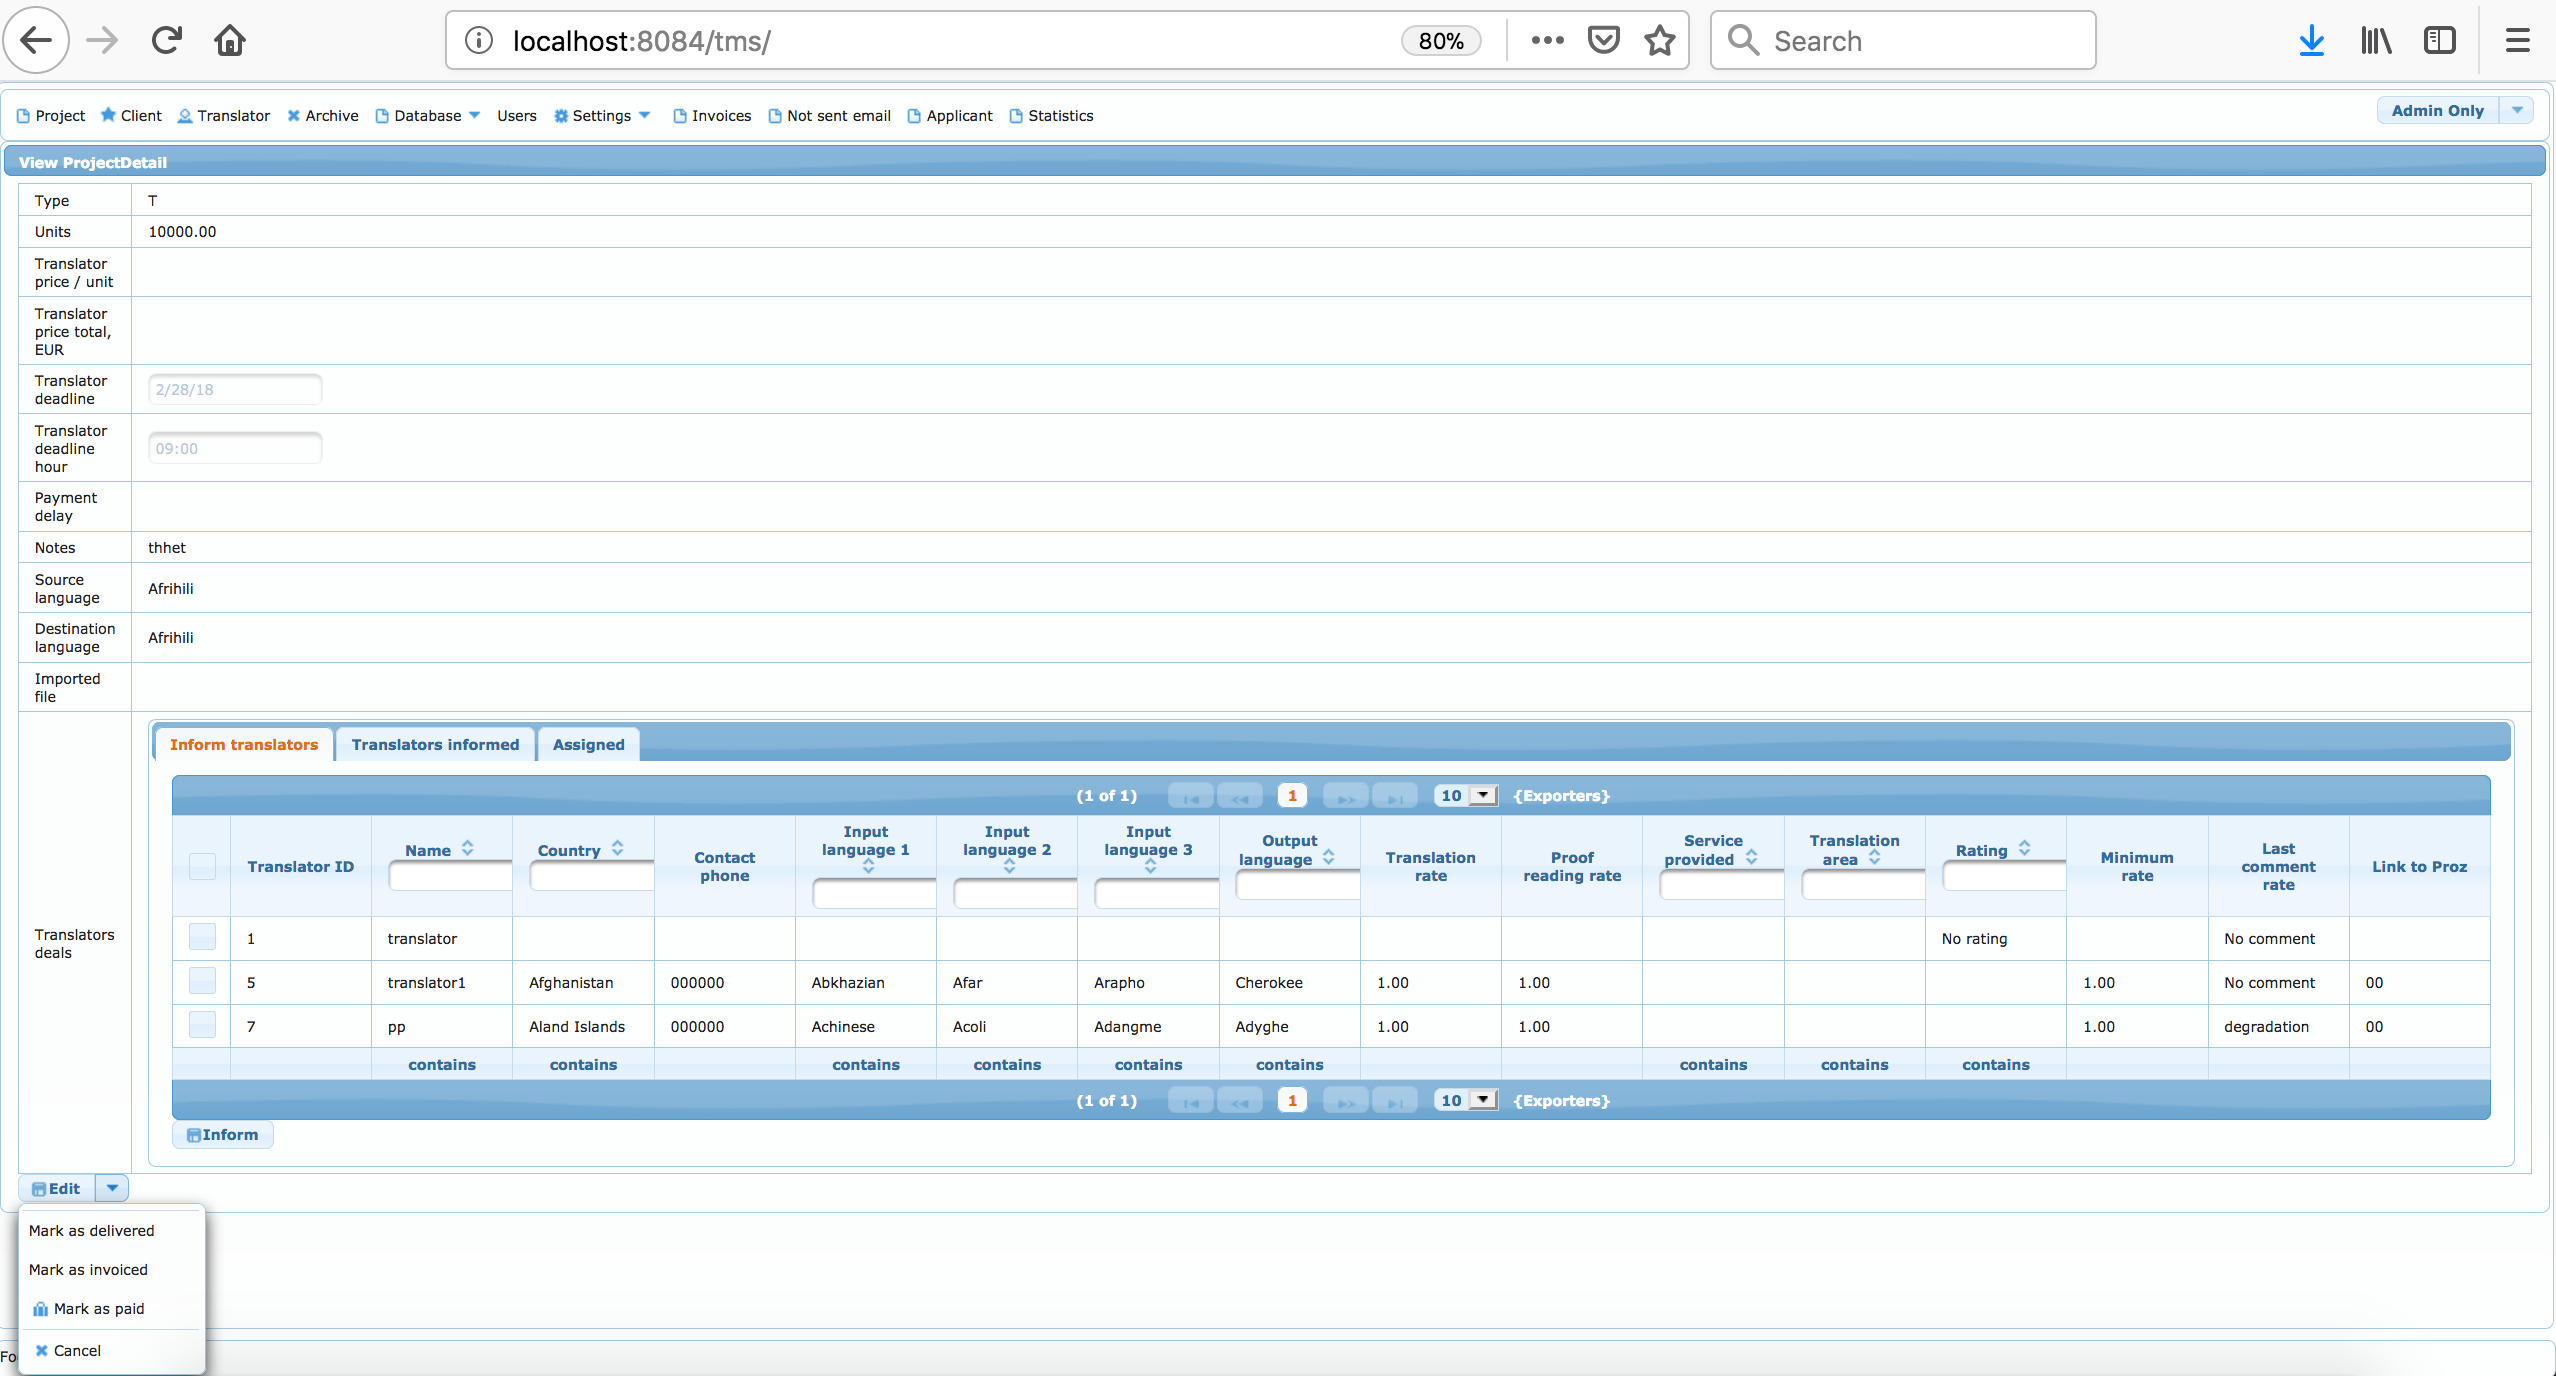 localhost:8084/tms/
80%
Search
Project Client Translator Archive Database Users Settings Invoices Not sent email Applicant Statistics
Admin Only
View ProjectDetail
Type T
Units 10000.00
Translator
price / unit
Translator
price total,
EUR
Translator
deadline
2/28/18
Translator
deadline
hour
09:00
Payment
delay
Notes thhet
Source
language
Afrihili
Destination
language
Afrihili
Imported
file
Translators
deals
Inform translators Translators informed Assigned
(1 of 1) 1 10 {Exporters}
Translator ID
Name
Country
Contact
phone
Input
language 1
Input
language 2
Input
language 3
Output
language
Translation
rate
Proof
reading rate
Service
provided
Translation
area
Rating
Minimum
rate
Last
comment
rate
Link to Proz
1 translator No rating No comment
5 translator1 Afghanistan 000000 Abkhazian Afar Arapho Cherokee 1.00 1.00 1.00 No comment 00
7 pp Aland Islands 000000 Achinese Acoli Adangme Adyghe 1.00 1.00 1.00 degradation 00
contains contains contains contains contains contains contains contains contains
(1 of 1) 1 10 {Exporters}
Inform
Edit
Mark as delivered
Mark as invoiced
Mark as paid
Cancel
Fo